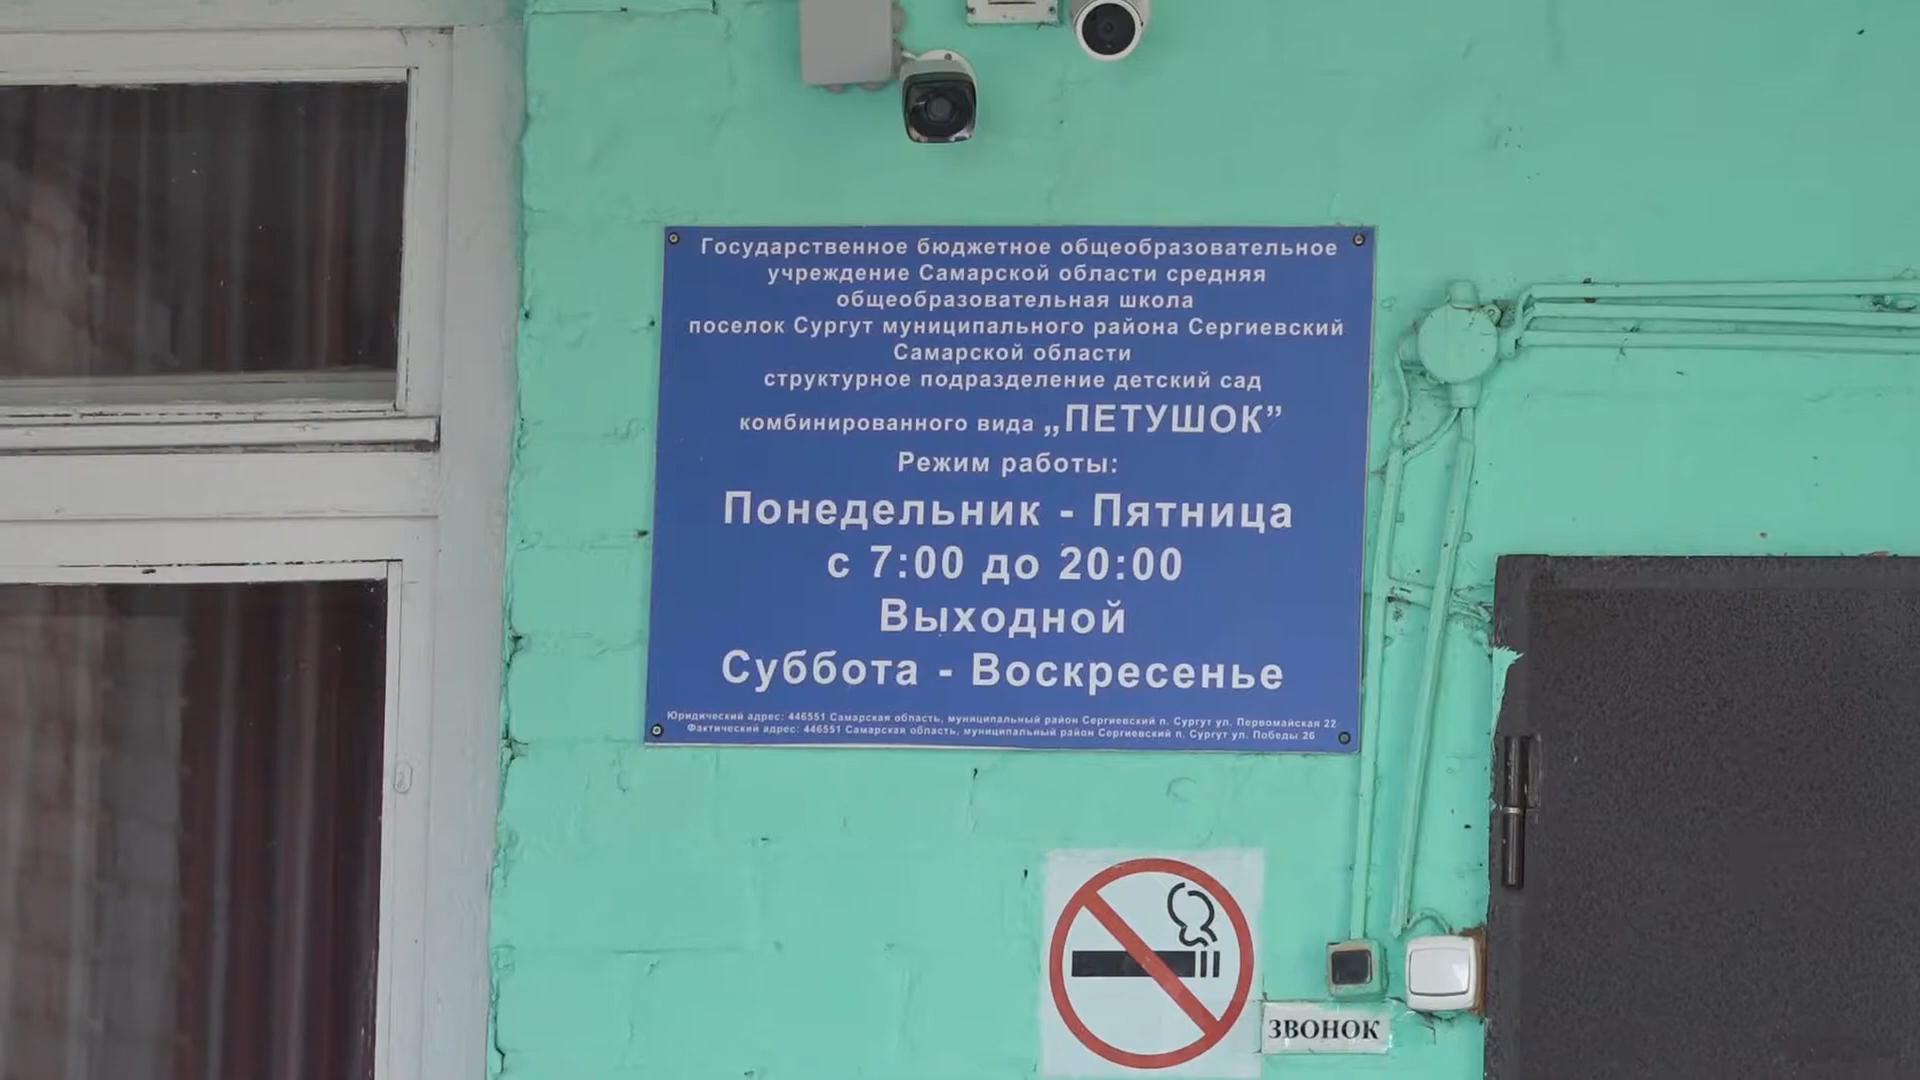 Государственное бюджетное общеобразовательное
учреждение Самарской области средняя
общеобразовательная школа
поселок Сургут муниципального района Сергиевский
Самарской области
структурное подразделение детский сад
комбинированного вида „ПЕТУШОК”
Режим работы:
Понедельник - Пятница
с 7:00 до 20:00
Выходной
Суббота - Воскресенье
Юридический адрес: 446551 Самарская область, муниципальный район Сергиевский п. Сургут ул. Первомайская 22
Фактический адрес: 446551 Самарская область, муниципальный район Сергиевский п. Сургут ул. Победы 26
ЗВОНОК